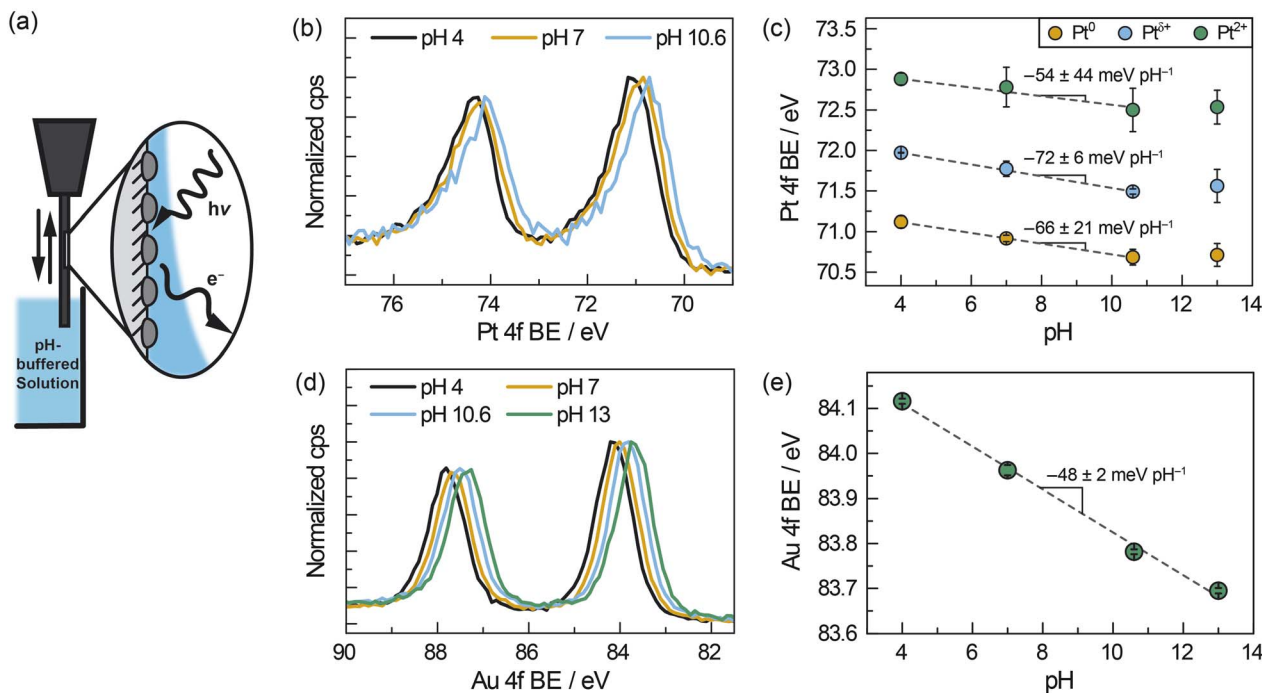 (a)
hν
e⁻
pH-
buffered
Solution
(b)
pH 4 pH 7 pH 10.6
Normalized cps
76 74 72 70
Pt 4f BE / eV
(c)
Pt⁰ Ptᵟ⁺ Pt²⁺
73.0
72.5
72.0
71.5
71.0
70.5
Pt 4f BE / eV
−54 ± 44 meV pH⁻¹
−72 ± 6 meV pH⁻¹
−66 ± 21 meV pH⁻¹
4 6 8 10 12 14
pH
(d)
pH 4 pH 7
pH 10.6 pH 13
Normalized cps
90 88 86 84 82
Au 4f BE / eV
(e)
84.1
84.0
83.9
83.8
83.7
83.6
Au 4f BE / eV
−48 ± 2 meV pH⁻¹
4 6 8 10 12 14
pH